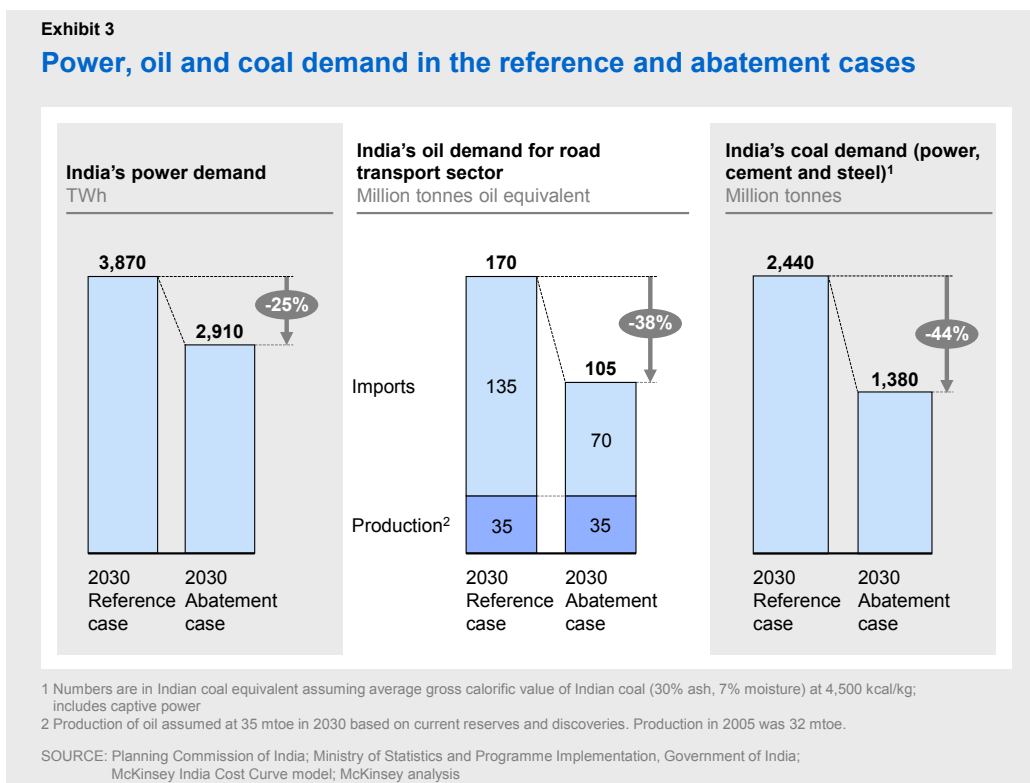 Exhibit 3
Power, oil and coal demand in the reference and abatement cases
India’s power demand
TWh
3,870
-25%
2,910
2030
Reference
case
2030
Abatement
case
India’s oil demand for road
transport sector
Million tonnes oil equivalent
170
-38%
105
Imports
135
70
Production2
35
35
2030
Reference
case
2030
Abatement
case
India’s coal demand (power,
cement and steel)1
Million tonnes
2,440
-44%
1,380
2030
Reference
case
2030
Abatement
case
1 Numbers are in Indian coal equivalent assuming average gross calorific value of Indian coal (30% ash, 7% moisture) at 4,500 kcal/kg;
includes captive power
2 Production of oil assumed at 35 mtoe in 2030 based on current reserves and discoveries. Production in 2005 was 32 mtoe.
SOURCE: Planning Commission of India; Ministry of Statistics and Programme Implementation, Government of India;
McKinsey India Cost Curve model; McKinsey analysis